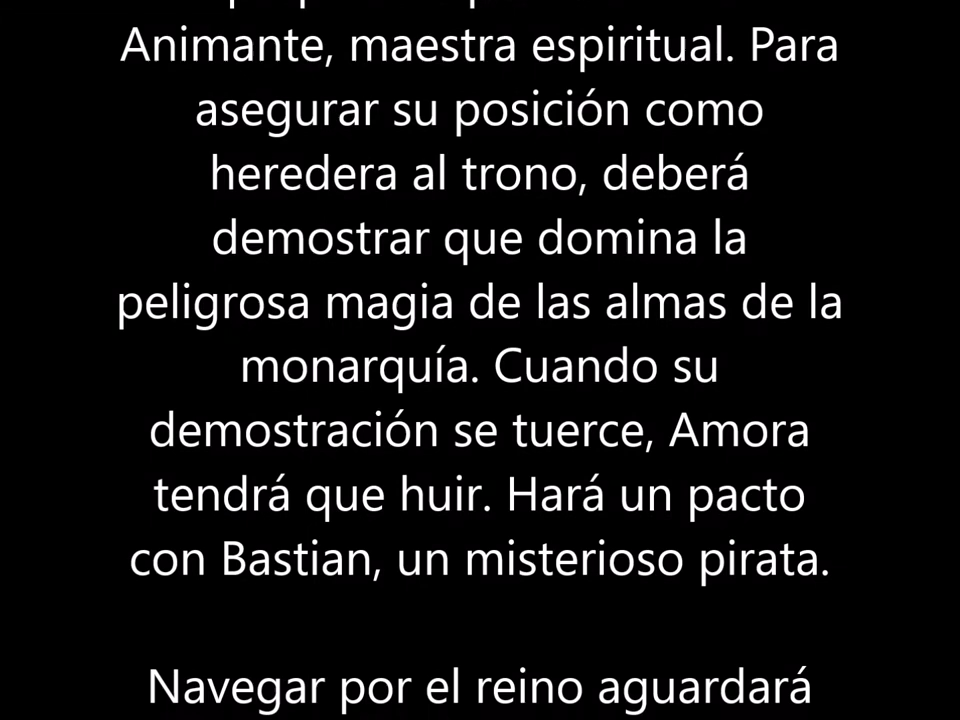 Animante, maestra espiritual. Para
asegurar su posición como
heredera al trono, deberá
demostrar que domina la
peligrosa magia de las almas de la
monarquía. Cuando su
demostración se tuerce, Amora
tendrá que huir. Hará un pacto
con Bastian, un misterioso pirata.
Navegar por el reino aguardará